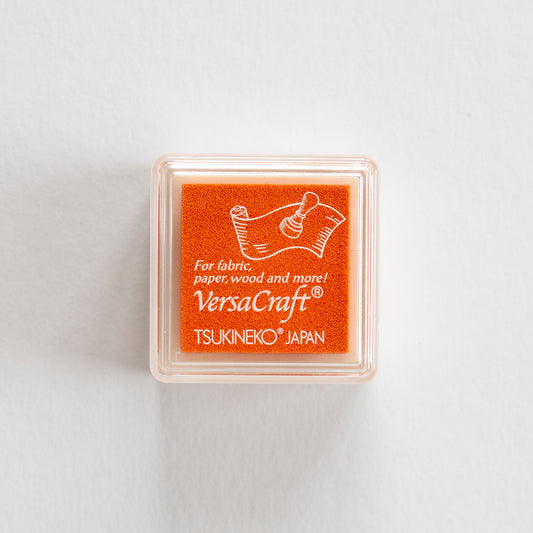 For fabric,
paper, wood and more!
VersaCraft®
TSUKINEKO® JAPAN